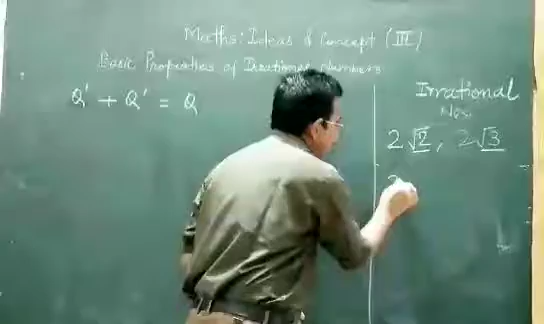 Maths: Ideas & Concept (III)
Basic Properties of Irrational Numbers
Q' + Q' = Q
Irrational
Nos.
2√2, 2√3